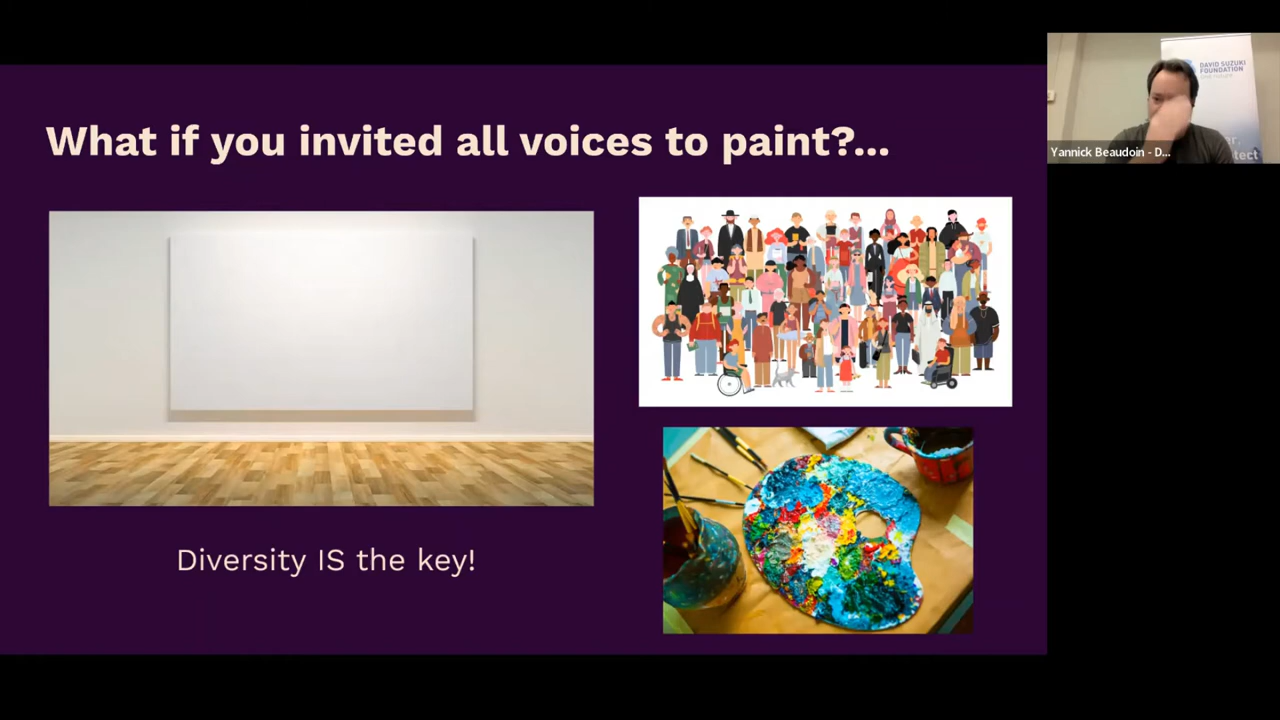 What if you invited all voices to paint?...
Diversity IS the key!
DAVID SUZUKI
FOUNDATION
Yannick Beaudoin - D...